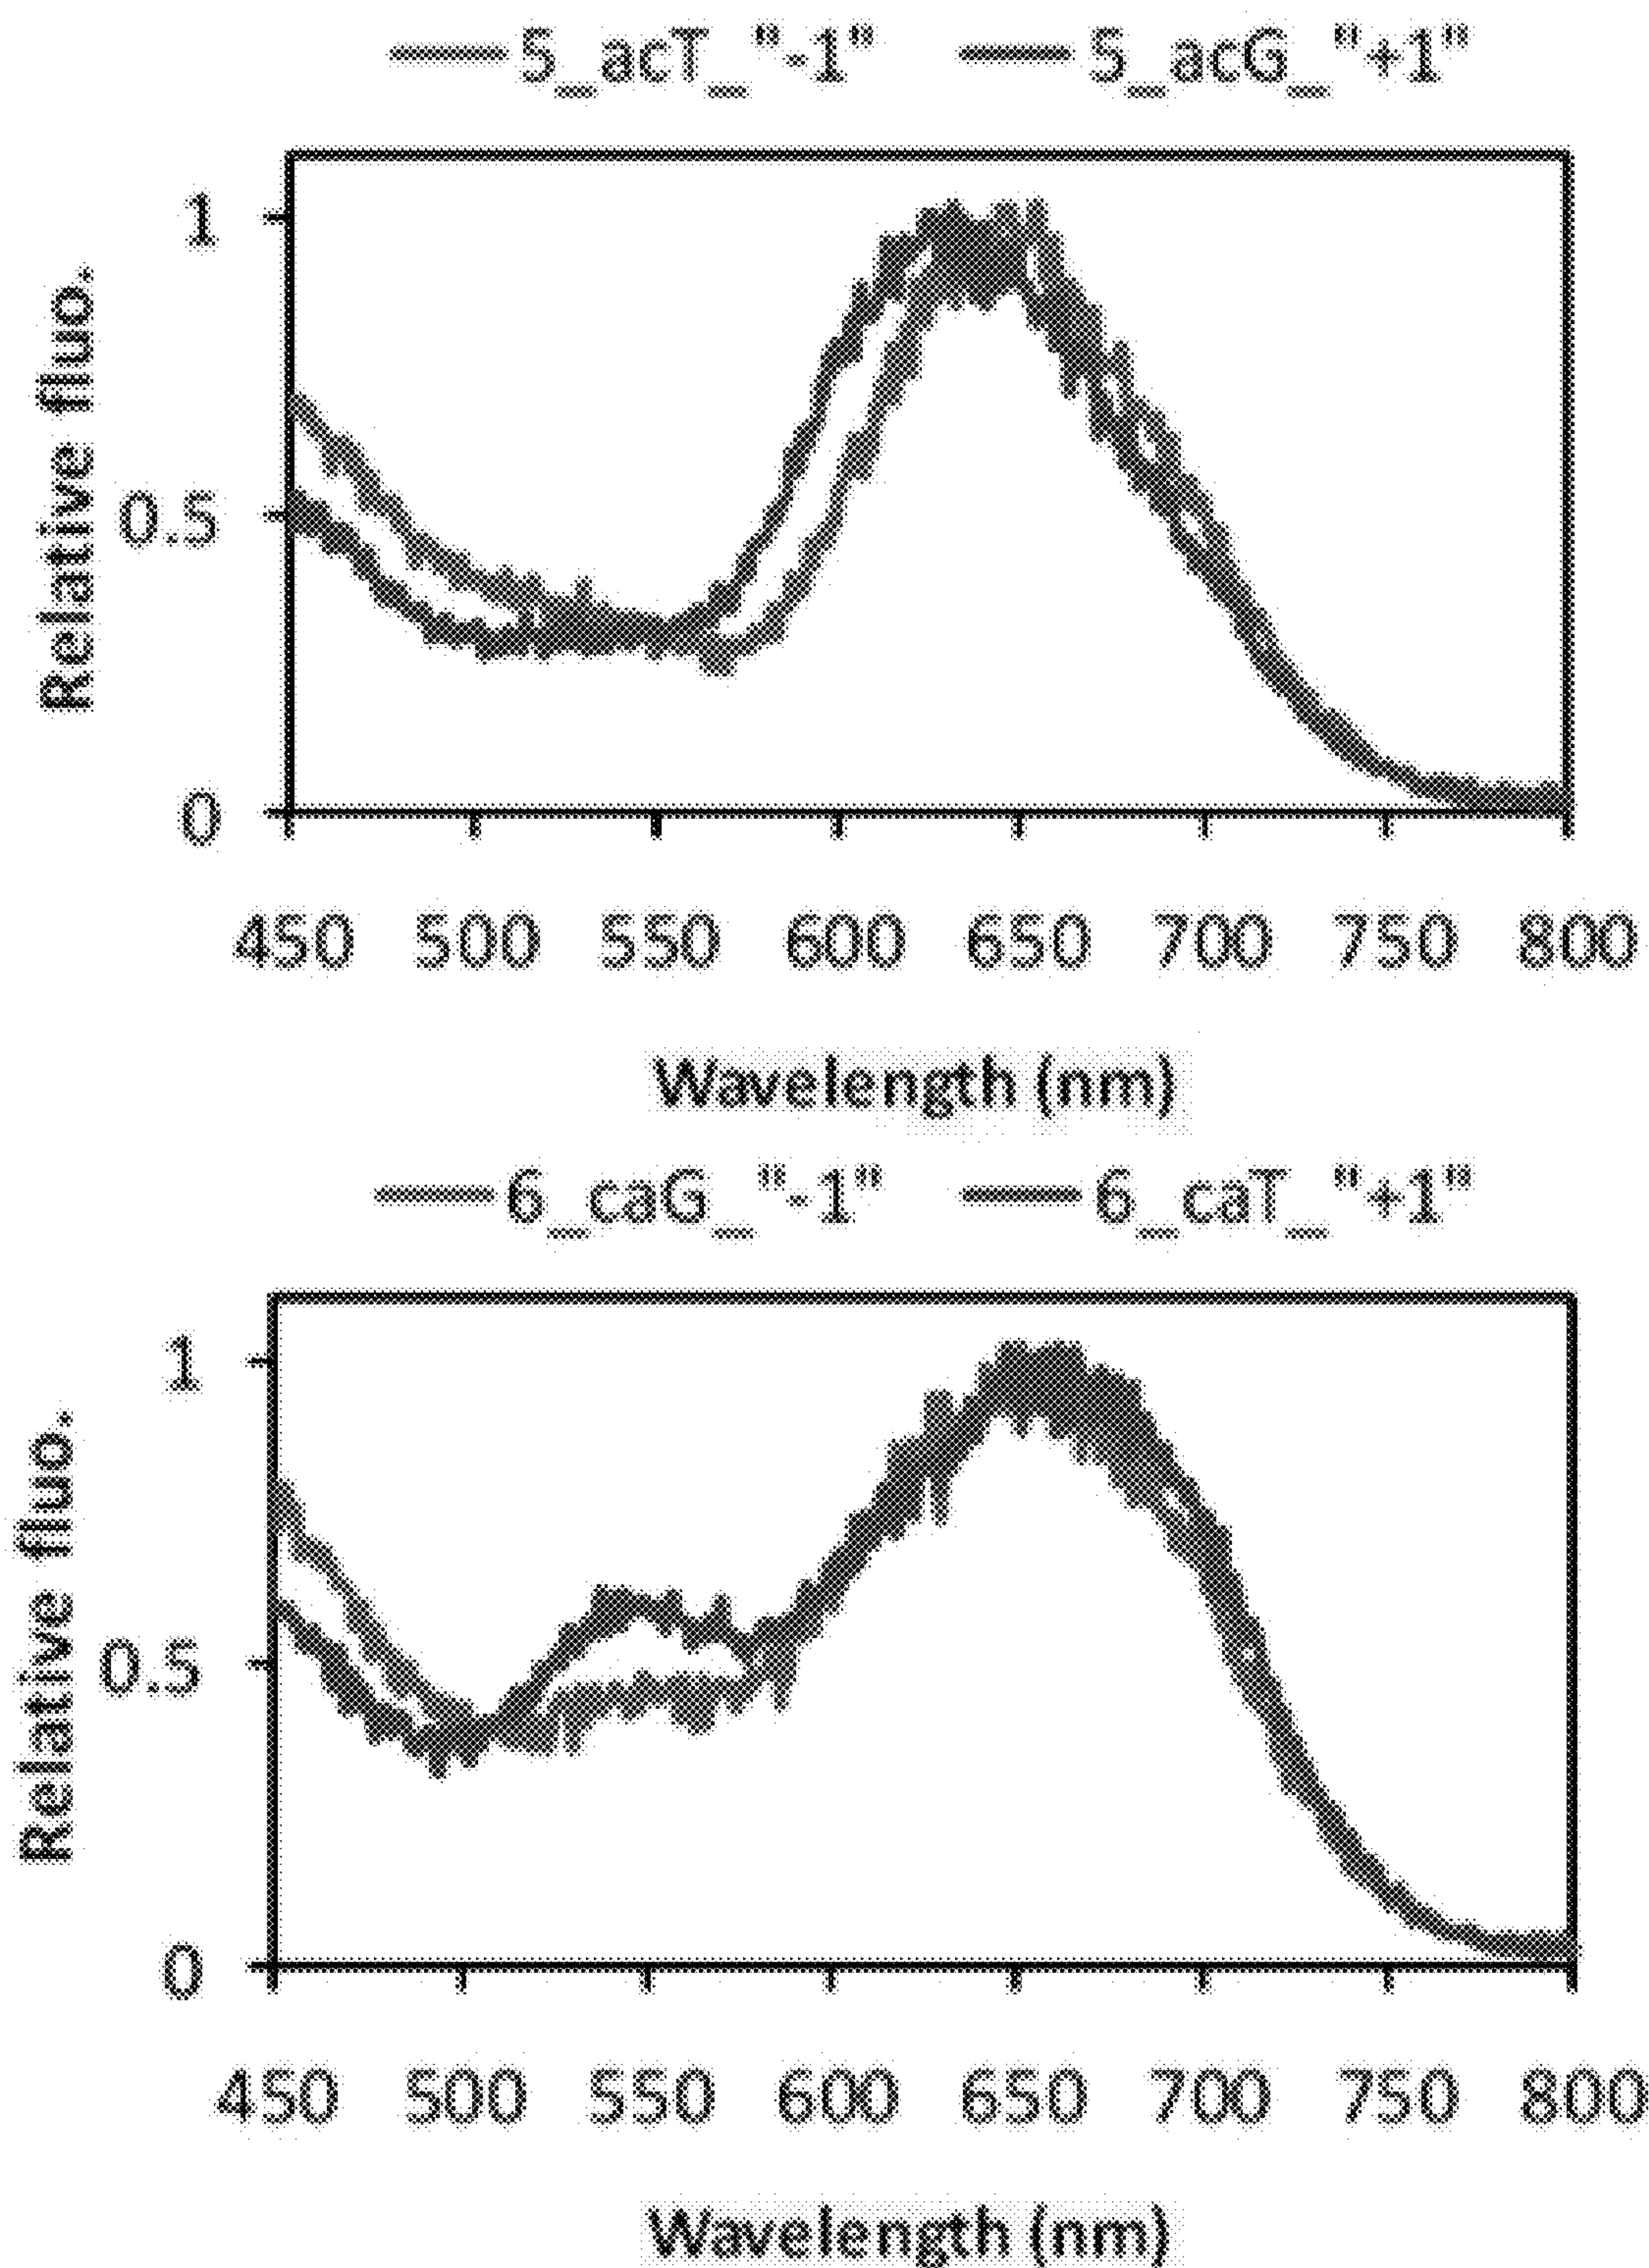 5_acT_"-1" 5_acG_"+1"
Relative fluo.
1
0.5
0
450 500 550 600 650 700 750 800
Wavelength (nm)
6_caG_"-1" 6_caT_"+1"
Relative fluo.
1
0.5
0
450 500 550 600 650 700 750 800
Wavelength (nm)